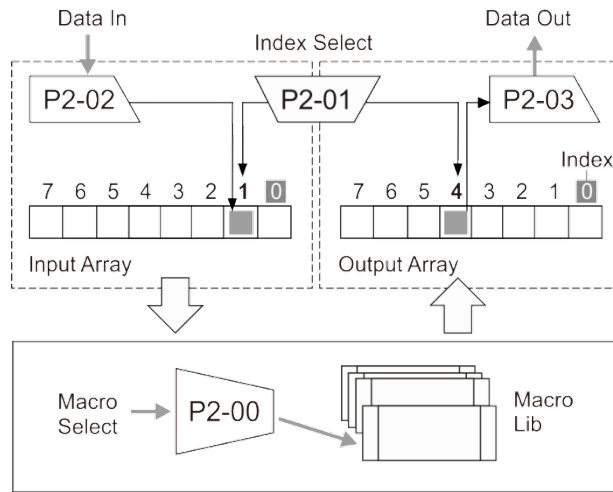 Data In
Index Select
Data Out
P2-02
P2-01
P2-03
Index
7 6 5 4 3 2 1 0
7 6 5 4 3 2 1 0
Input Array
Output Array
Macro
Select
P2-00
Macro
Lib